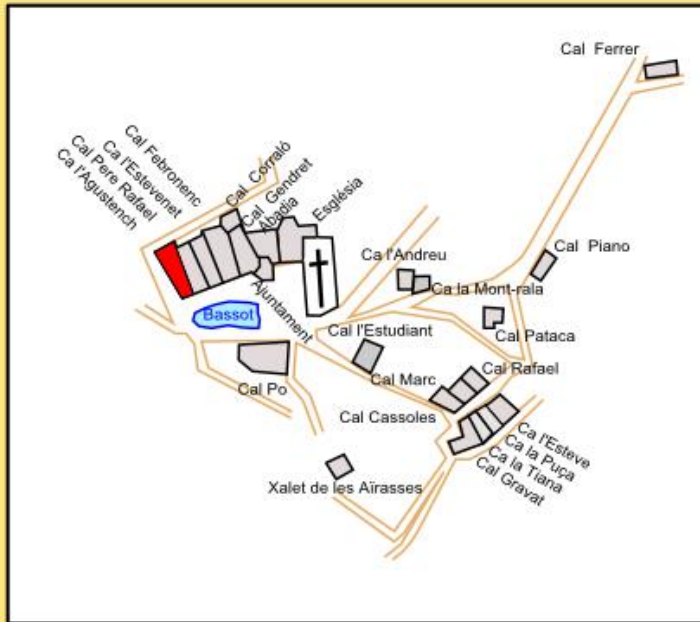 Cal Ferrer
Cal Febronenc
Ca l'Estevenet
Cal Pere Rafael
Ca l'Agustench
Cal Corraló
Cal Gendret
Abadia
Església
Ca l'Andreu
Cal Piano
Ca la Mont-rala
Ajuntament
Bassot
Cal l'Estudiant
Cal Pataca
Cal Rafael
Cal Marc
Cal Po
Cal Cassoles
Ca l'Esteve
Ca la Puça
Ca la Tiana
Cal Gravat
Xalet de les Aïrasses